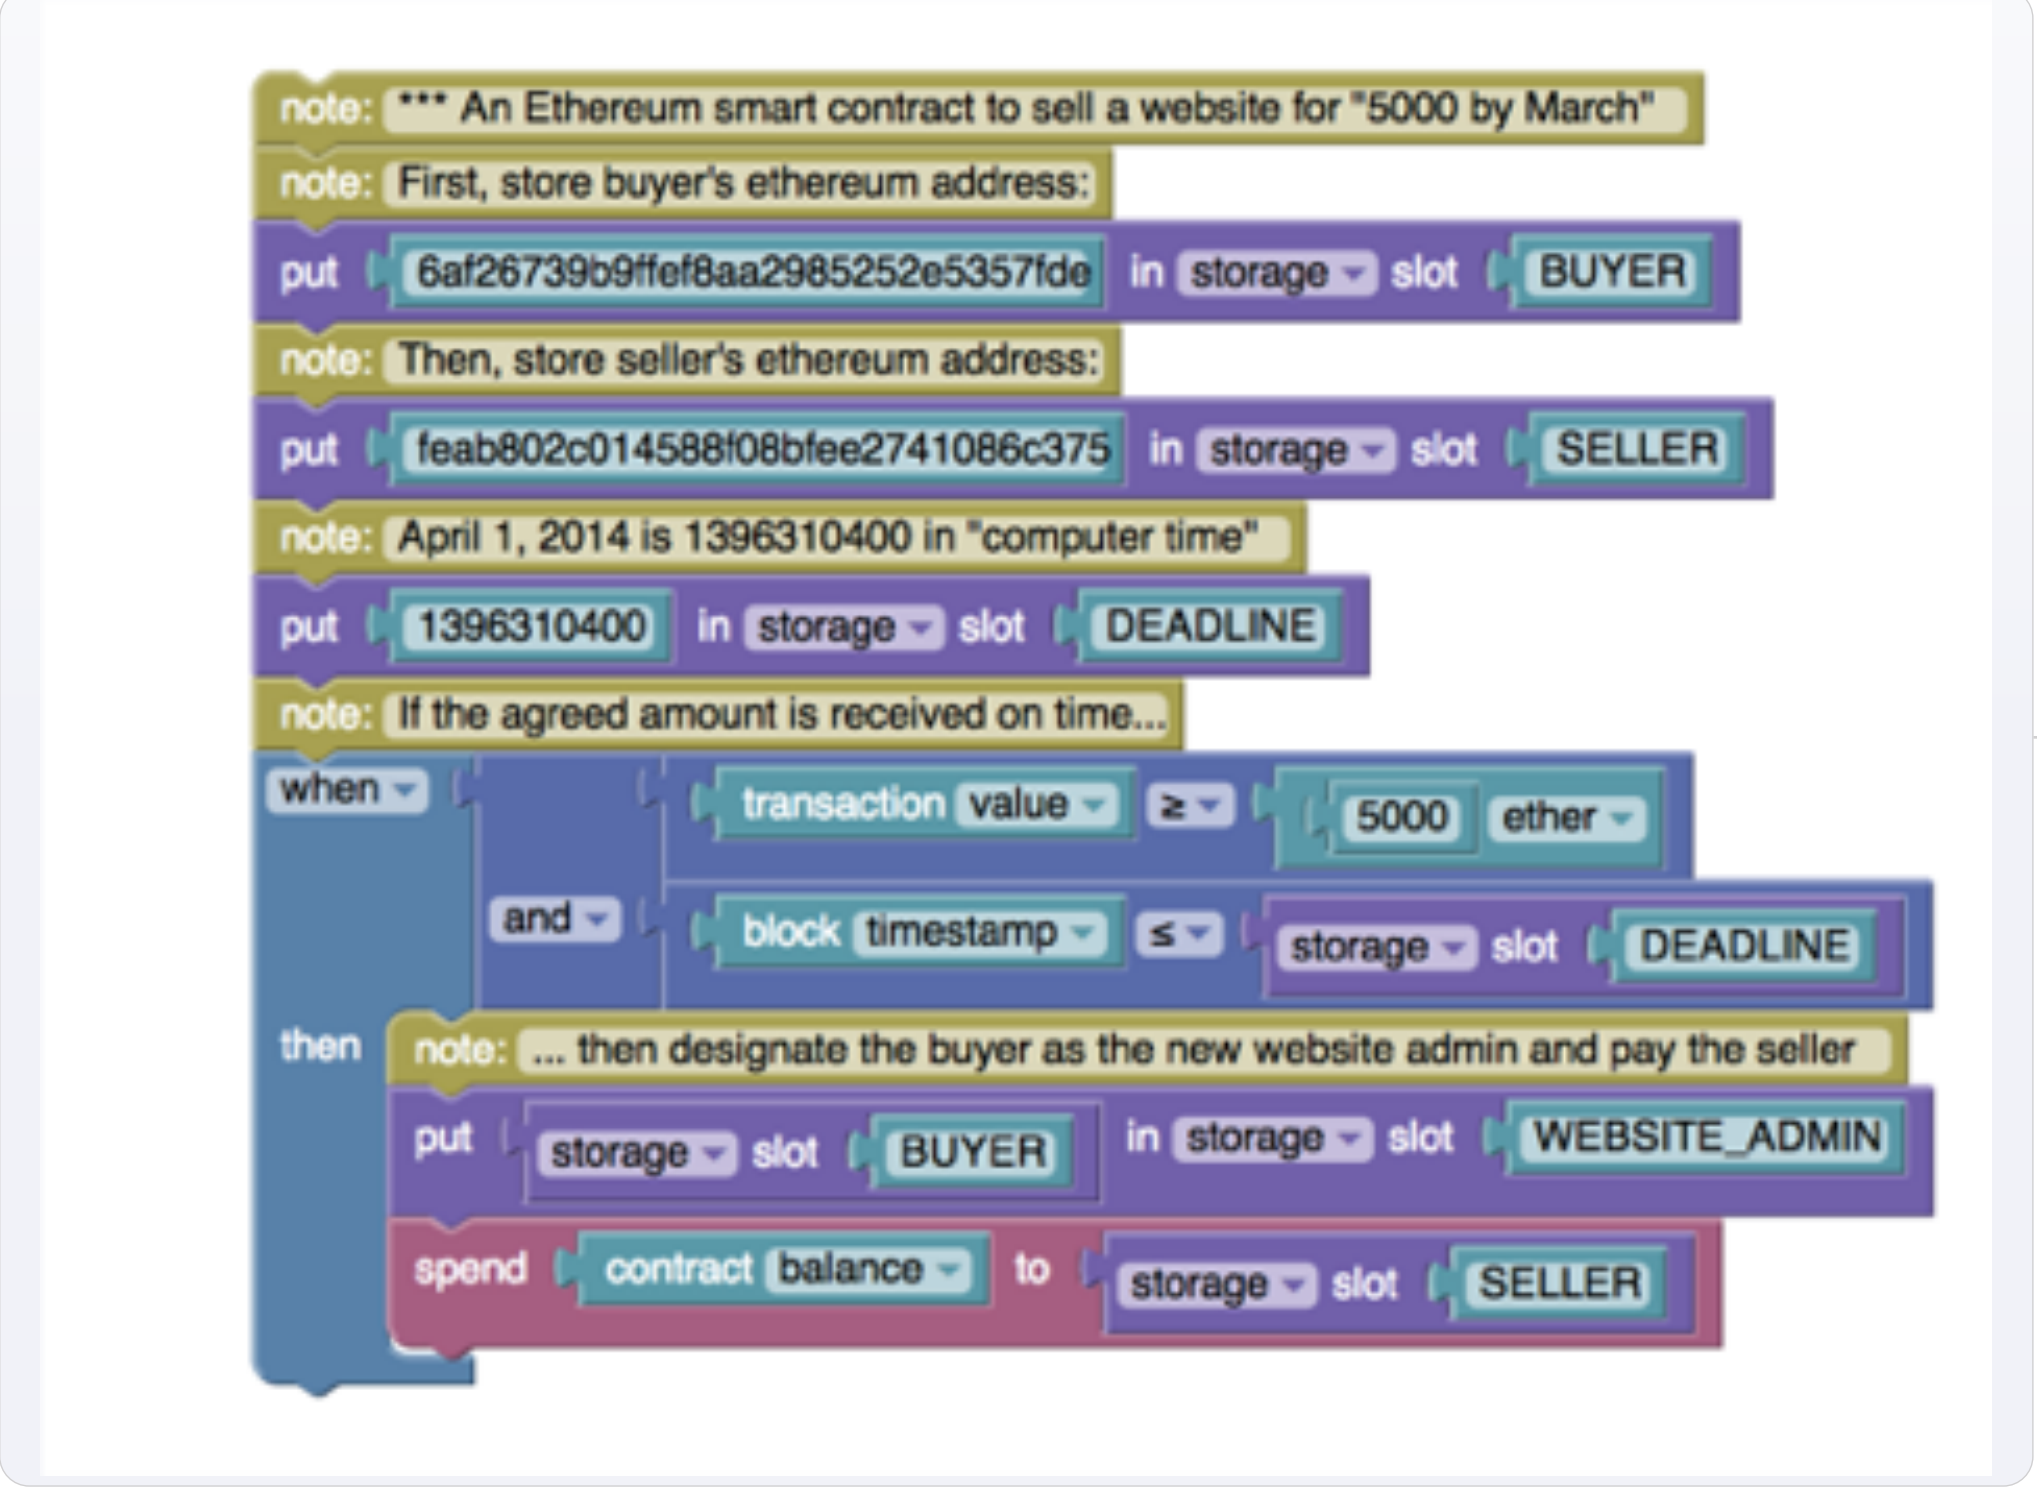 note: *** An Ethereum smart contract to sell a website for "5000 by March"
note: First, store buyer's ethereum address:
put 6af26739b9ffef8aa2985252e5357fde in storage slot BUYER
note: Then, store seller's ethereum address:
put feab802c014588f08bfee2741086c375 in storage slot SELLER
note: April 1, 2014 is 1396310400 in "computer time"
put 1396310400 in storage slot DEADLINE
note: If the agreed amount is received on time...
when transaction value ≥ 5000 ether
and block timestamp ≤ storage slot DEADLINE
then note: ... then designate the buyer as the new website admin and pay the seller
put storage slot BUYER in storage slot WEBSITE_ADMIN
spend contract balance to storage slot SELLER